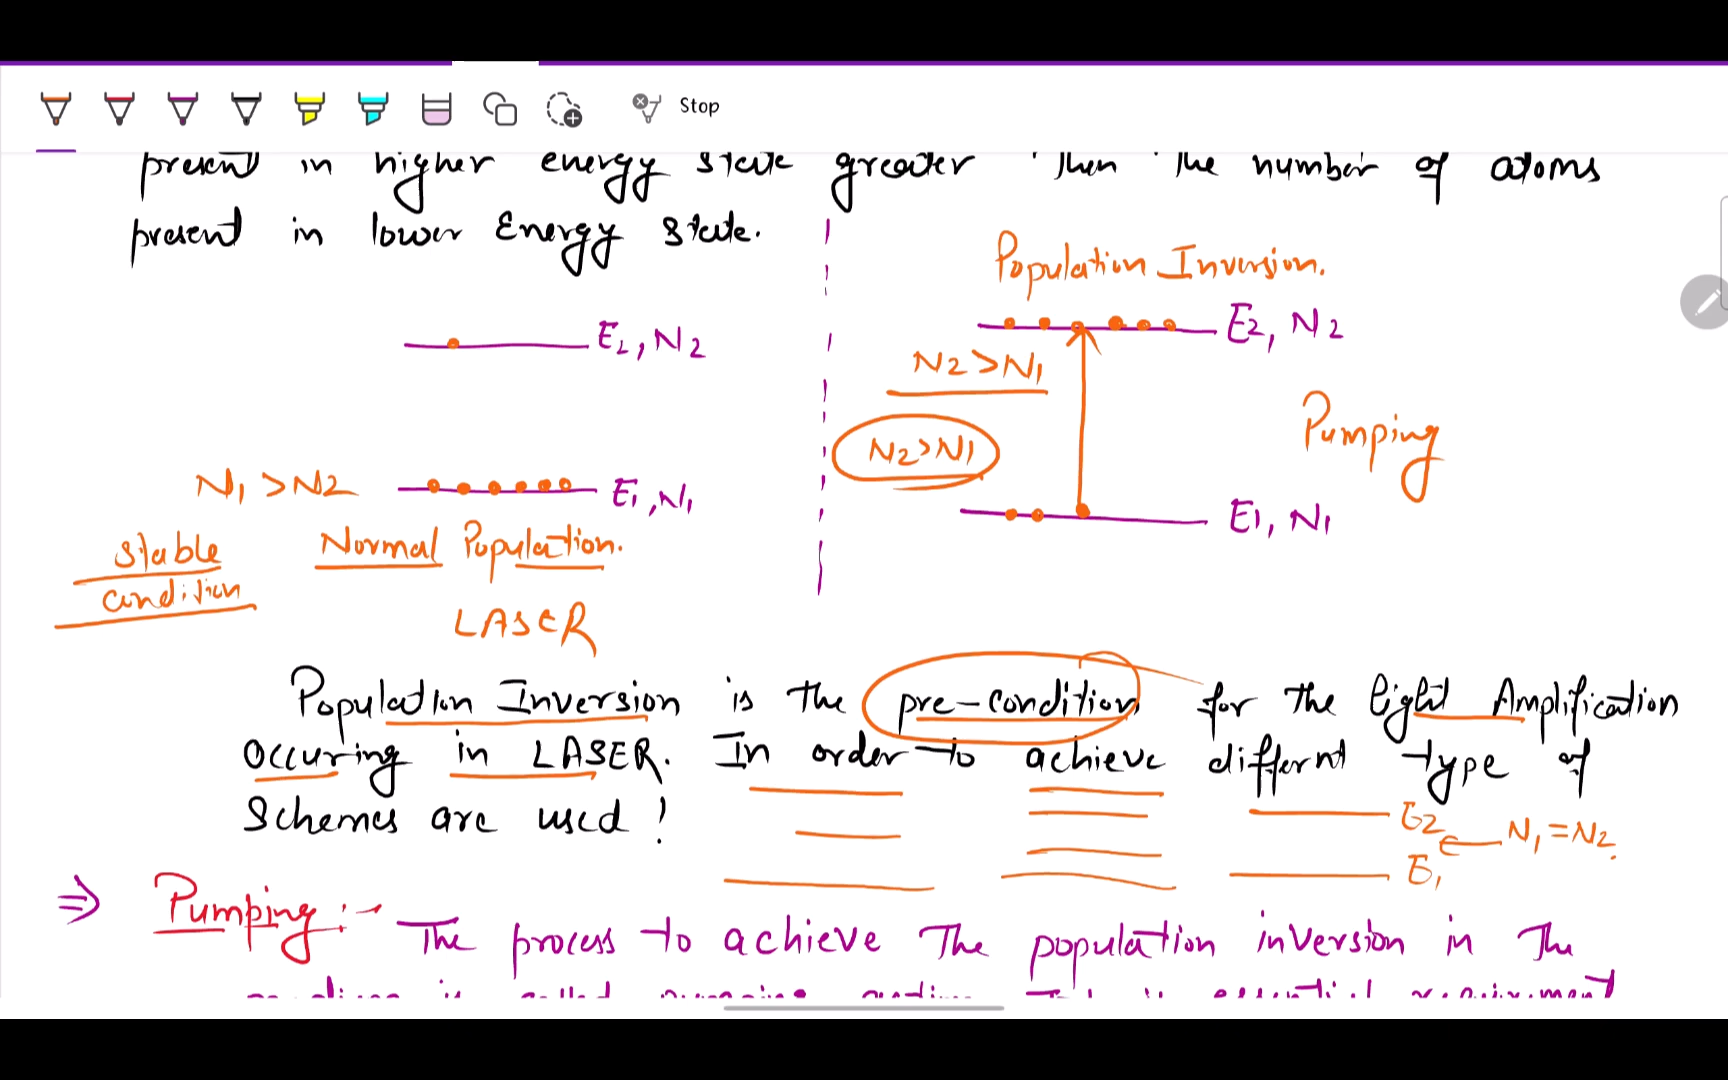 Stop
present in higher energy state greater then the number of atoms
present in lower Energy state.
Population Inversion.
E2, N2
E2, N2
N2 > N1
N2 > N1
Pumping
N1 > N2
E1, N1
E1, N1
Stable
condition
Normal Population.
LASER
Population Inversion is the pre-condition for the light Amplification
Occuring in LASER. In order to achieve differnt type of
Schemes are used!
E2
N1 = N2.
E1
⇒ Pumping :- The process to achieve The population inversion in The